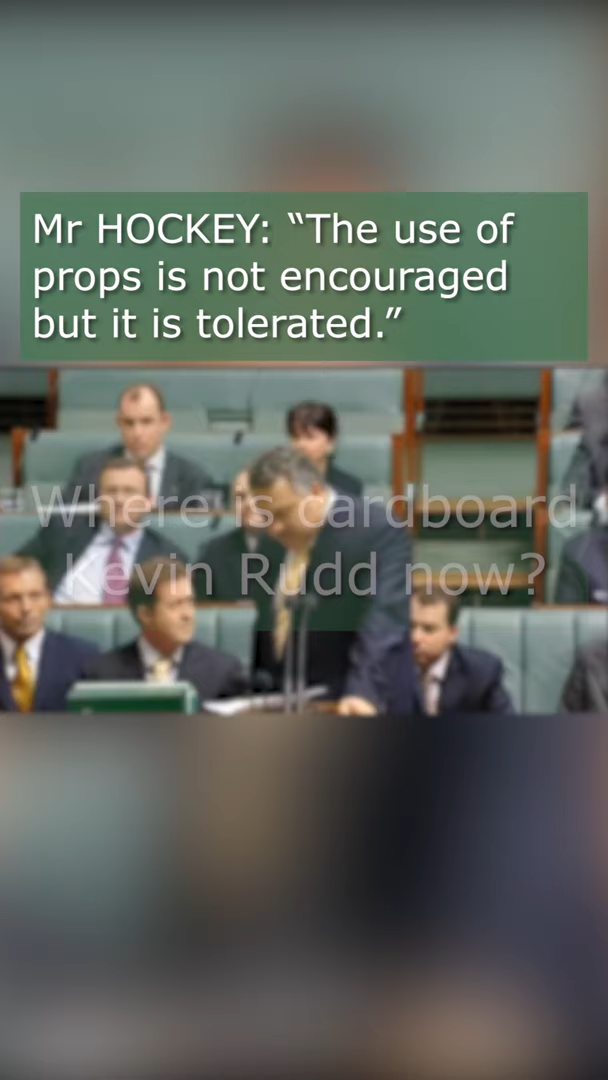 Mr HOCKEY: “The use of
props is not encouraged
but it is tolerated.”
Where is cardboard
Kevin Rudd now?